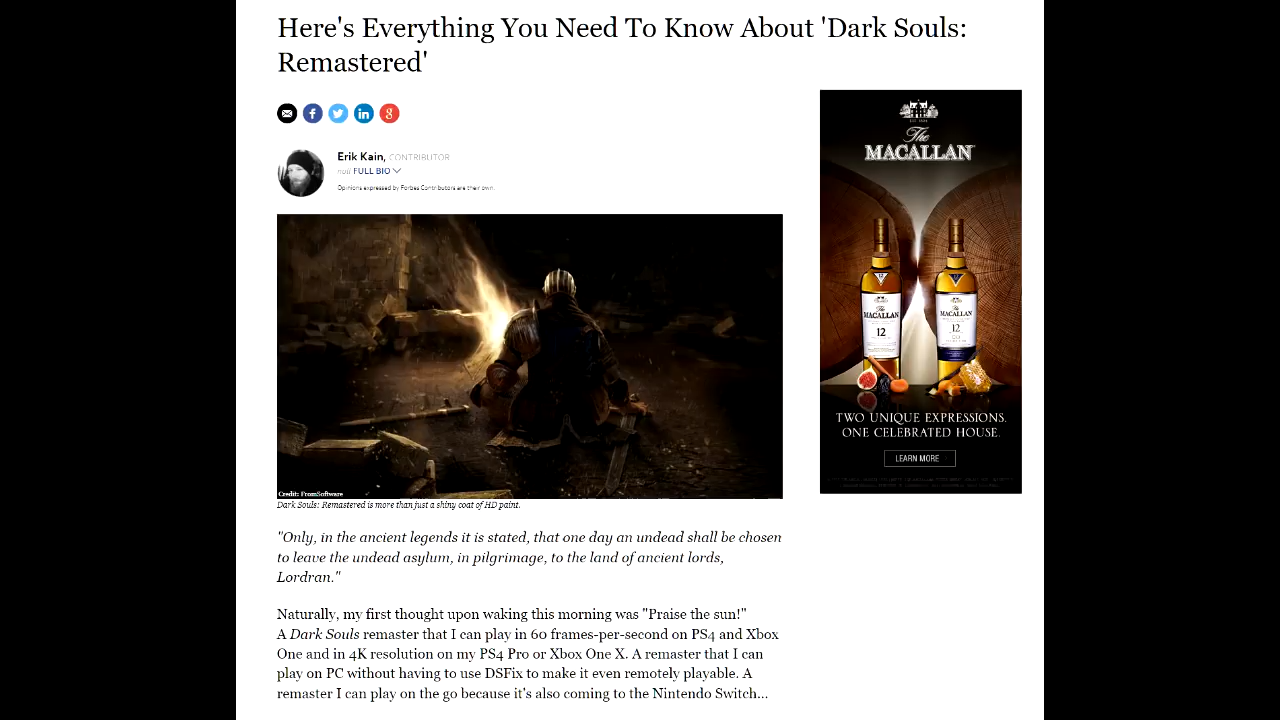 Here's Everything You Need To Know About 'Dark Souls:
Remastered'
Erik Kain, CONTRIBUTOR
null FULL BIO
Opinions expressed by Forbes Contributors are their own.
Credit: FromSoftware
Dark Souls: Remastered is more than just a shiny coat of HD paint.
"Only, in the ancient legends it is stated, that one day an undead shall be chosen
to leave the undead asylum, in pilgrimage, to the land of ancient lords,
Lordran."
Naturally, my first thought upon waking this morning was "Praise the sun!"
A Dark Souls remaster that I can play in 60 frames-per-second on PS4 and Xbox
One and in 4K resolution on my PS4 Pro or Xbox One X. A remaster that I can
play on PC without having to use DSFix to make it even remotely playable. A
remaster I can play on the go because it's also coming to the Nintendo Switch...
The
MACALLAN
The
MACALLAN
12
The
MACALLAN
12
TWO UNIQUE EXPRESSIONS.
ONE CELEBRATED HOUSE.
LEARN MORE